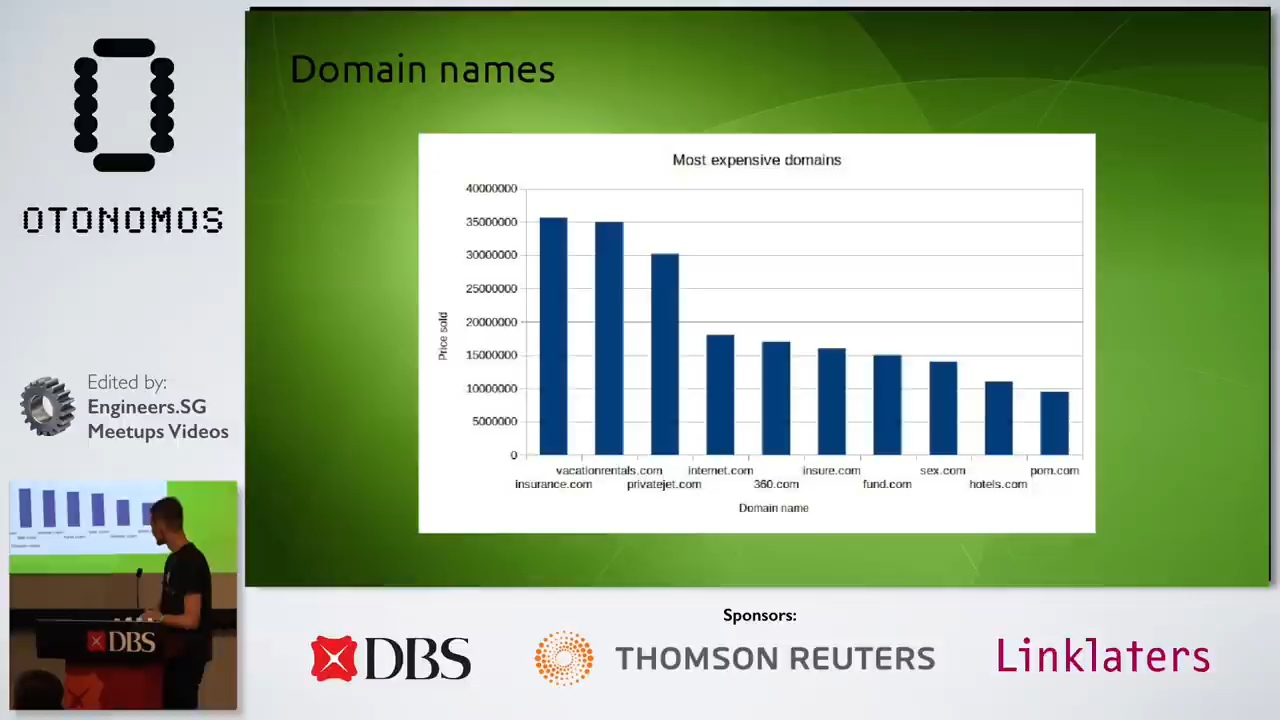 OTONOMOS
Edited by:
Engineers.SG
Meetups Videos
DBS
Domain names
Most expensive domains
Price sold
40000000
35000000
30000000
25000000
20000000
15000000
10000000
5000000
0
vacationrentals.com internet.com insure.com sex.com porn.com
insurance.com privatejet.com 360.com fund.com hotels.com
Domain name
Sponsors:
DBS
THOMSON REUTERS
Linklaters